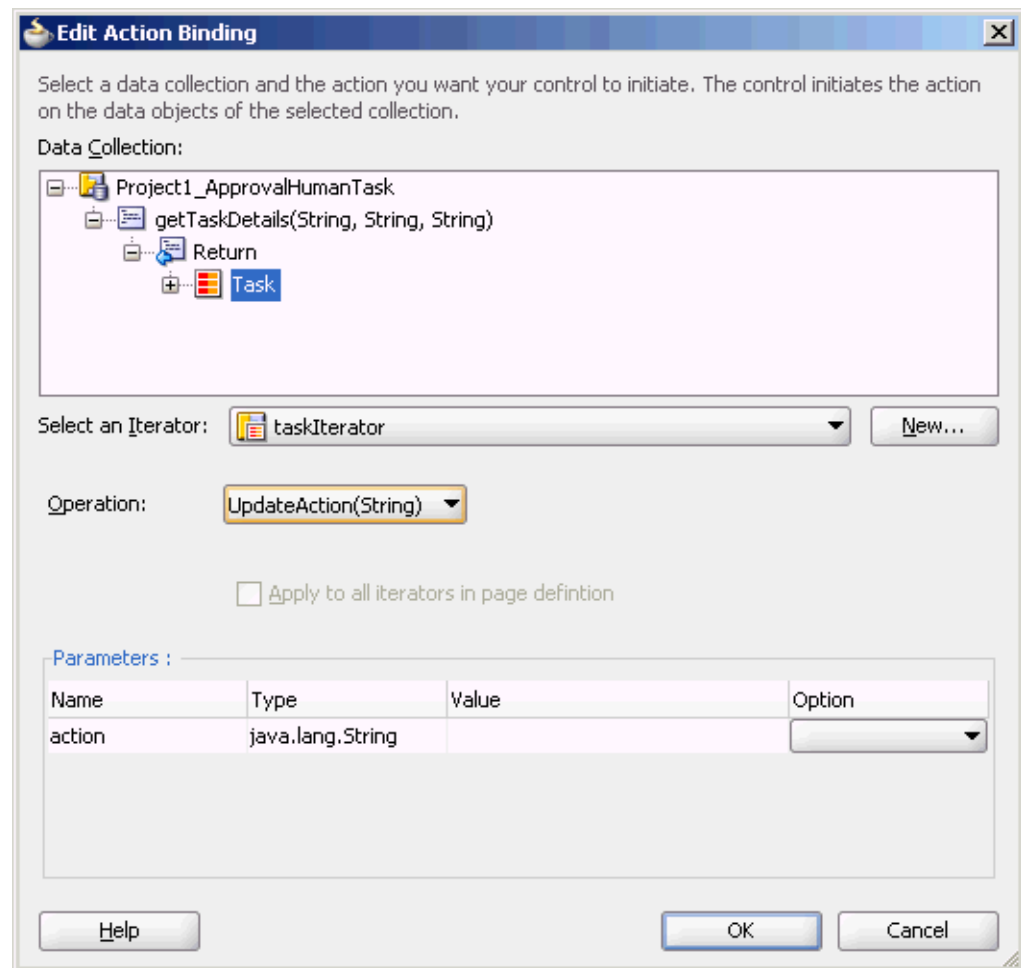 Edit Action Binding
Select a data collection and the action you want your control to initiate. The control initiates the action
on the data objects of the selected collection.
Data Collection:
Project1_ApprovalHumanTask
getTaskDetails(String, String, String)
Return
Task
Select an Iterator: taskIterator New...
Operation: UpdateAction(String)
Apply to all iterators in page defintion
Parameters :
Name Type Value Option
action java.lang.String
Help OK Cancel